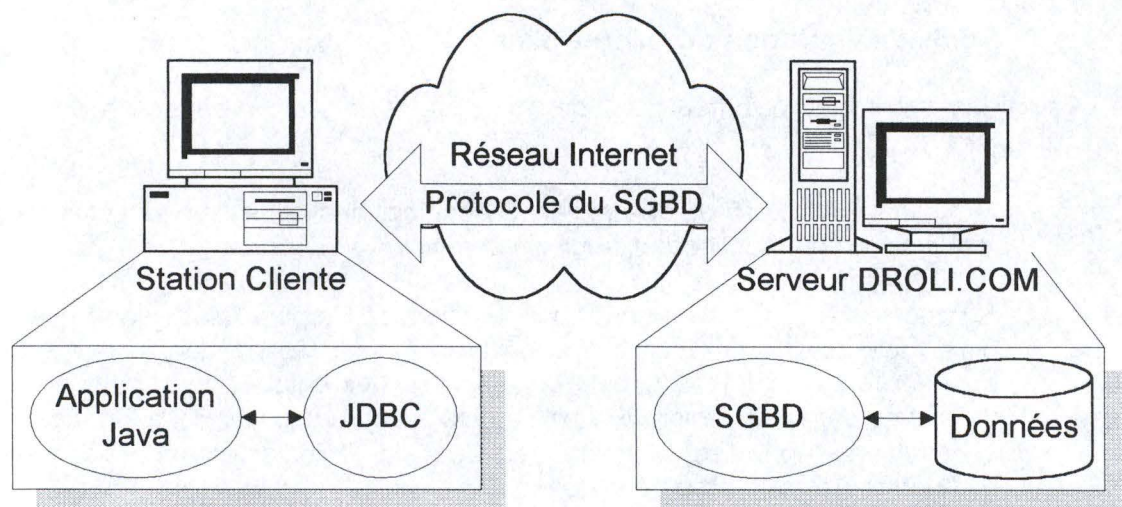 Réseau Internet
Protocole du SGBD
Station Cliente
Serveur DROLI.COM
Application
Java
JDBC
SGBD
Données